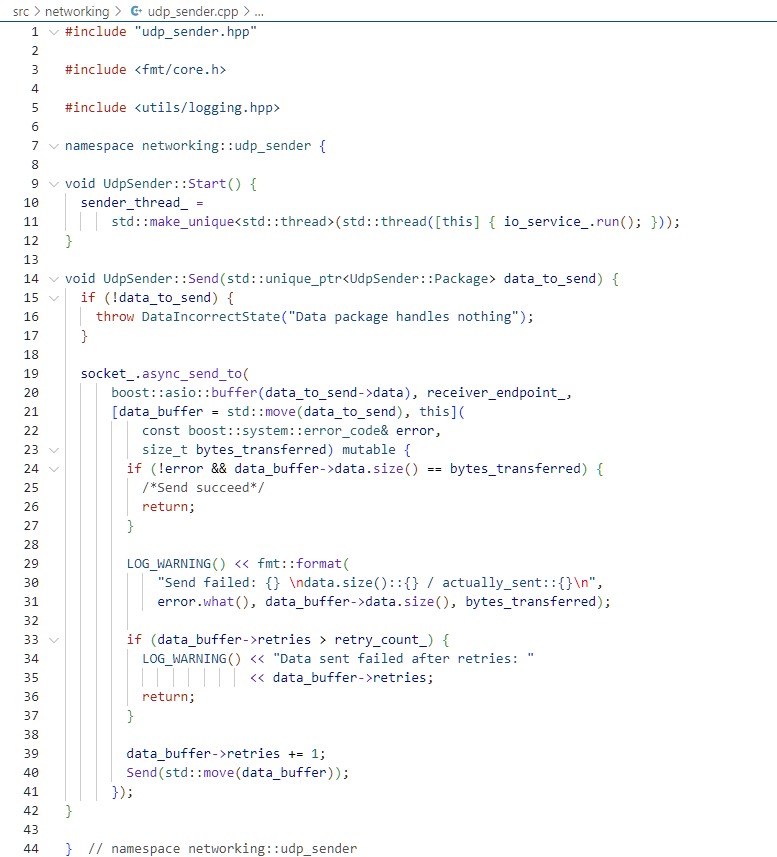 src > networking > udp_sender.cpp > ...
1 #include "udp_sender.hpp"
2
3 #include <fmt/core.h>
4
5 #include <utils/logging.hpp>
6
7 namespace networking::udp_sender {
8
9 void UdpSender::Start() {
10   sender_thread_ =
11       std::make_unique<std::thread>(std::thread([this] { io_service_.run(); }));
12 }
13
14 void UdpSender::Send(std::unique_ptr<UdpSender::Package> data_to_send) {
15   if (!data_to_send) {
16     throw DataIncorrectState("Data package handles nothing");
17   }
18
19   socket_.async_send_to(
20       boost::asio::buffer(data_to_send->data), receiver_endpoint_,
21       [data_buffer = std::move(data_to_send), this](
22           const boost::system::error_code& error,
23           size_t bytes_transferred) mutable {
24         if (!error && data_buffer->data.size() == bytes_transferred) {
25           /*Send succeed*/
26           return;
27         }
28
29         LOG_WARNING() << fmt::format(
30             "Send failed: {} \ndata.size()::{} / actually_sent::{}\n",
31             error.what(), data_buffer->data.size(), bytes_transferred);
32
33         if (data_buffer->retries > retry_count_) {
34           LOG_WARNING() << "Data sent failed after retries: "
35                         << data_buffer->retries;
36           return;
37         }
38
39         data_buffer->retries += 1;
40         Send(std::move(data_buffer));
41       });
42 }
43
44 }  // namespace networking::udp_sender